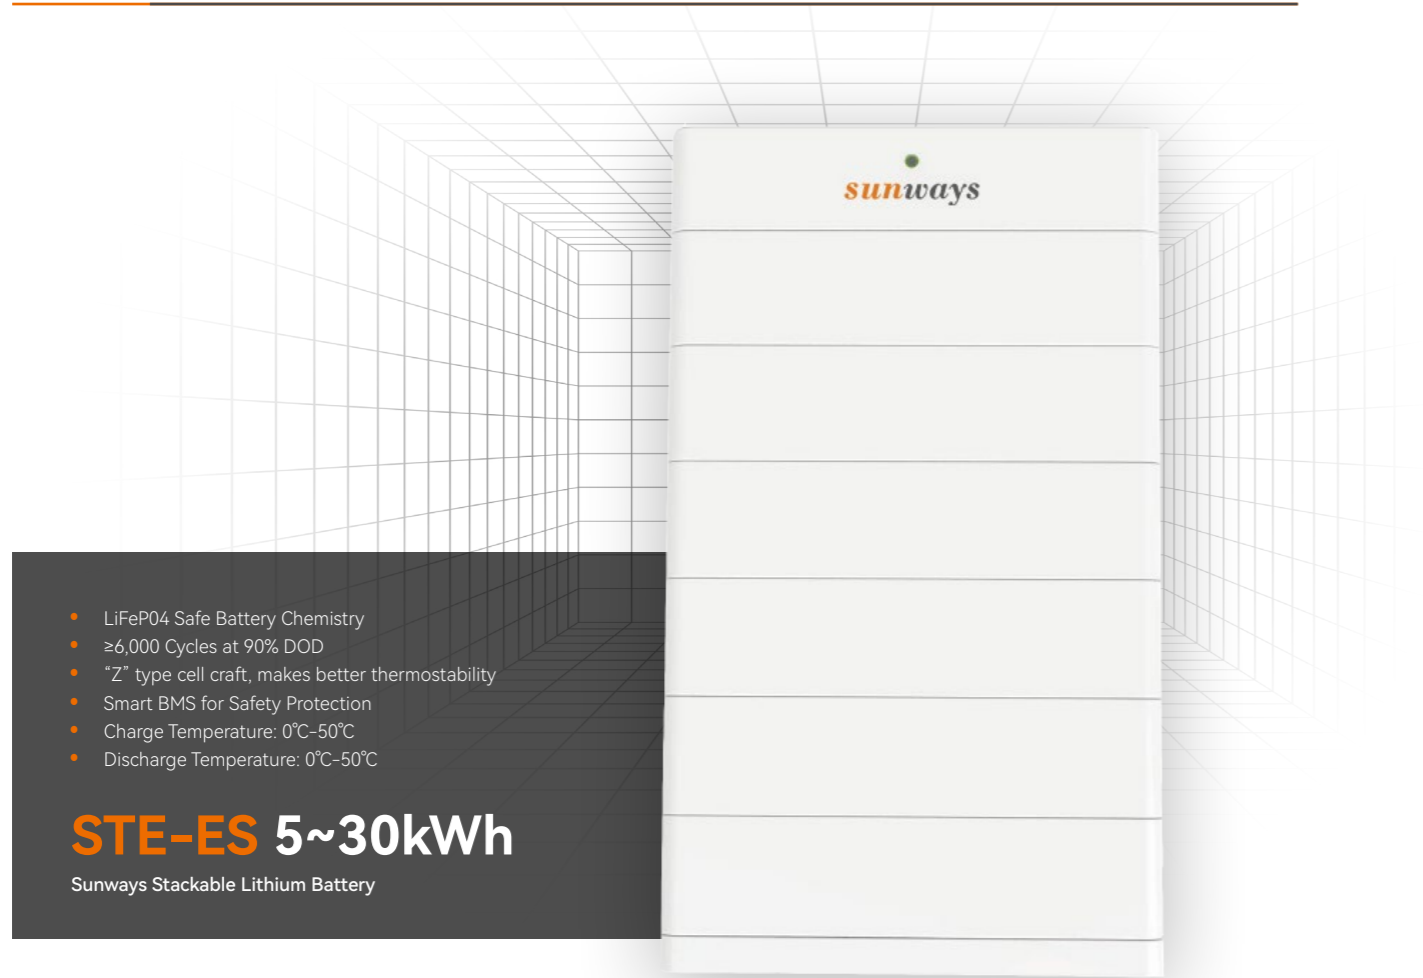 sunways
• LiFeP04 Safe Battery Chemistry
• ≥6,000 Cycles at 90% DOD
• “Z” type cell craft, makes better thermostability
• Smart BMS for Safety Protection
• Charge Temperature: 0℃-50℃
• Discharge Temperature: 0℃-50℃
STE-ES 5~30kWh
Sunways Stackable Lithium Battery